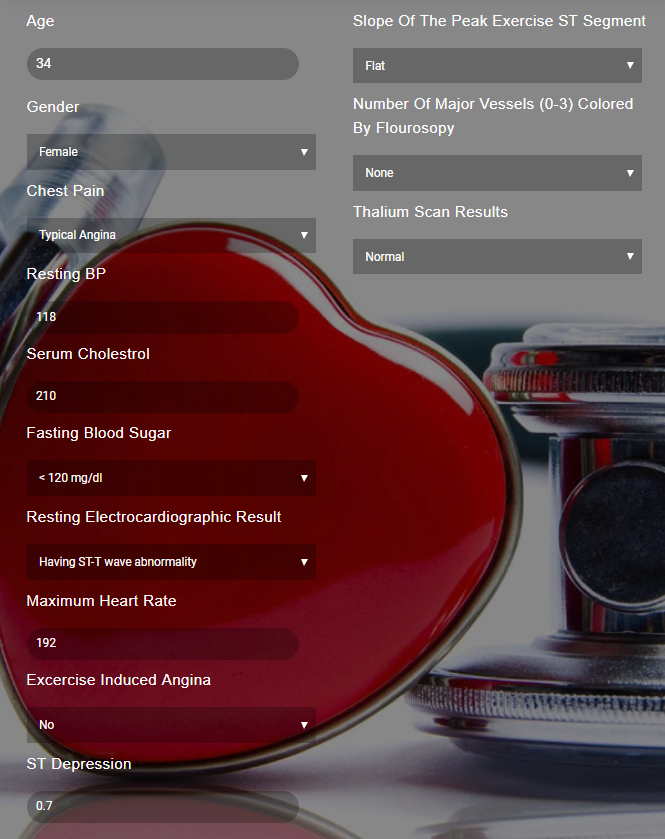 Age
34
Gender
Female
Chest Pain
Typical Angina
Resting BP
118
Serum Cholestrol
210
Fasting Blood Sugar
< 120 mg/dl
Resting Electrocardiographic Result
Having ST-T wave abnormality
Maximum Heart Rate
192
Excercise Induced Angina
No
ST Depression
0.7
Slope Of The Peak Exercise ST Segment
Flat
Number Of Major Vessels (0-3) Colored
By Flourosopy
None
Thalium Scan Results
Normal